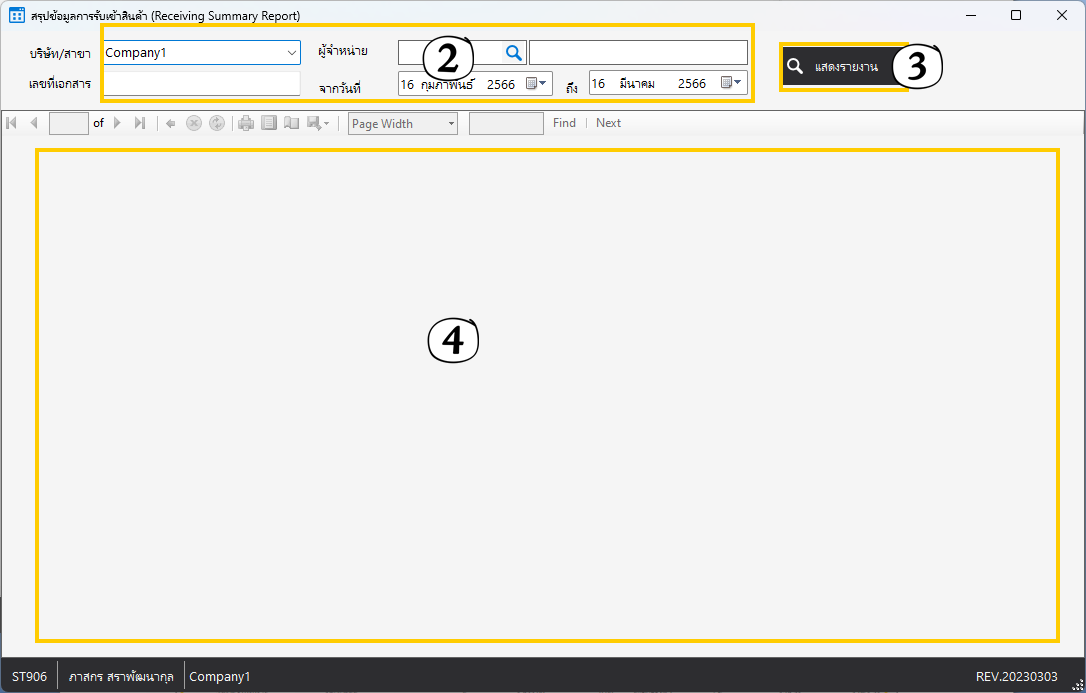 สรุปข้อมูลการรับเข้าสินค้า (Receiving Summary Report)
บริษัท/สาขา Company1 ผู้จำหน่าย 2
เลขที่เอกสาร จากวันที่ 16 กุมภาพันธ์ 2566 ถึง 16 มีนาคม 2566
แสดงรายงาน 3
of Page Width Find Next
4
ST906 ภาสกร สราพัฒนากุล Company1 REV.20230303